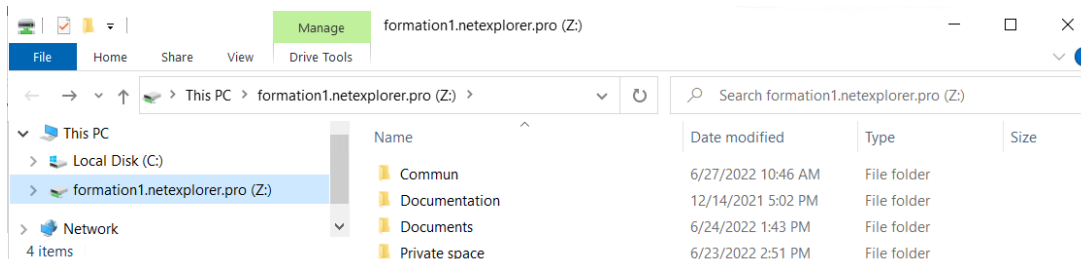 Manage formation1.netexplorer.pro (Z:)
File Home Share View Drive Tools
This PC formation1.netexplorer.pro (Z:) Search formation1.netexplorer.pro (Z:)
This PC Name Date modified Type Size
Local Disk (C:) Commun 6/27/2022 10:46 AM File folder
formation1.netexplorer.pro (Z:) Documentation 12/14/2021 5:02 PM File folder
Network Documents 6/24/2022 1:43 PM File folder
4 items Private space 6/23/2022 2:51 PM File folder